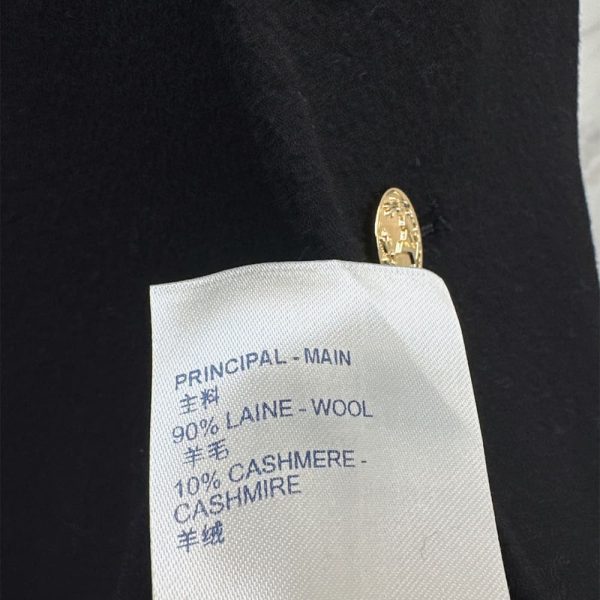 PRINCIPAL - MAIN
主料
90% LAINE - WOOL
羊毛
10% CASHMERE -
CASHMIRE
羊绒